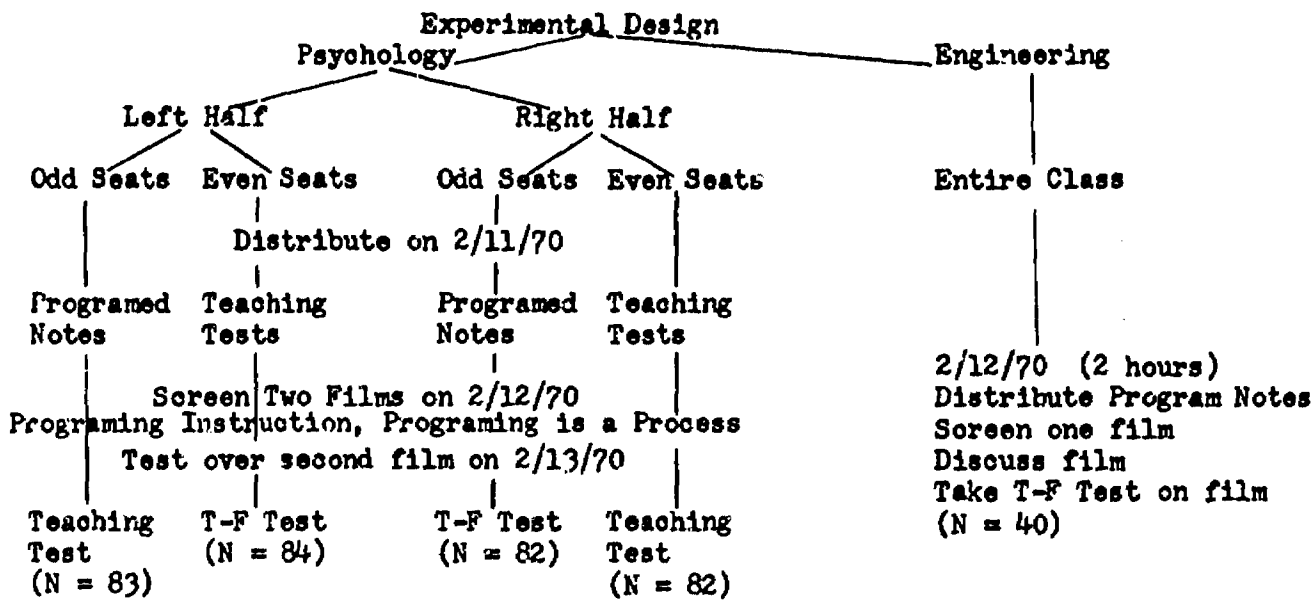 Experimental Design
Psychology Engineering
Left Half Right Half
Odd Seats Even Seats Odd Seats Even Seats Entire Class
Distribute on 2/11/70
Programed Teaching Programed Teaching
Notes Tests Notes Tests
2/12/70 (2 hours)
Screen Two Films on 2/12/70 Distribute Program Notes
Programing Instruction, Programing is a Process Screen one film
Test over second film on 2/13/70 Discuss film
Take T-F Test on film
Teaching T-F Test T-F Test Teaching (N = 40)
Test (N = 84) (N = 82) Test
(N = 83) (N = 82)